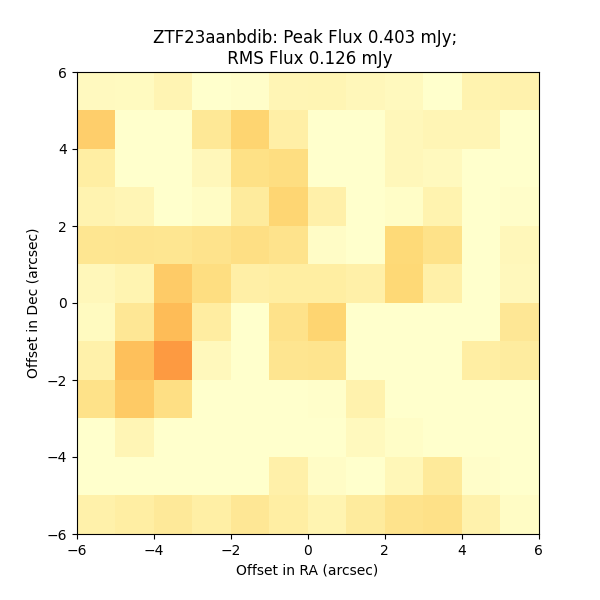 ZTF23aanbdib: Peak Flux 0.403 mJy;
RMS Flux 0.126 mJy
6
4
2
0
−2
−4
−6
Offset in Dec (arcsec)
−6 −4 −2 0 2 4 6
Offset in RA (arcsec)